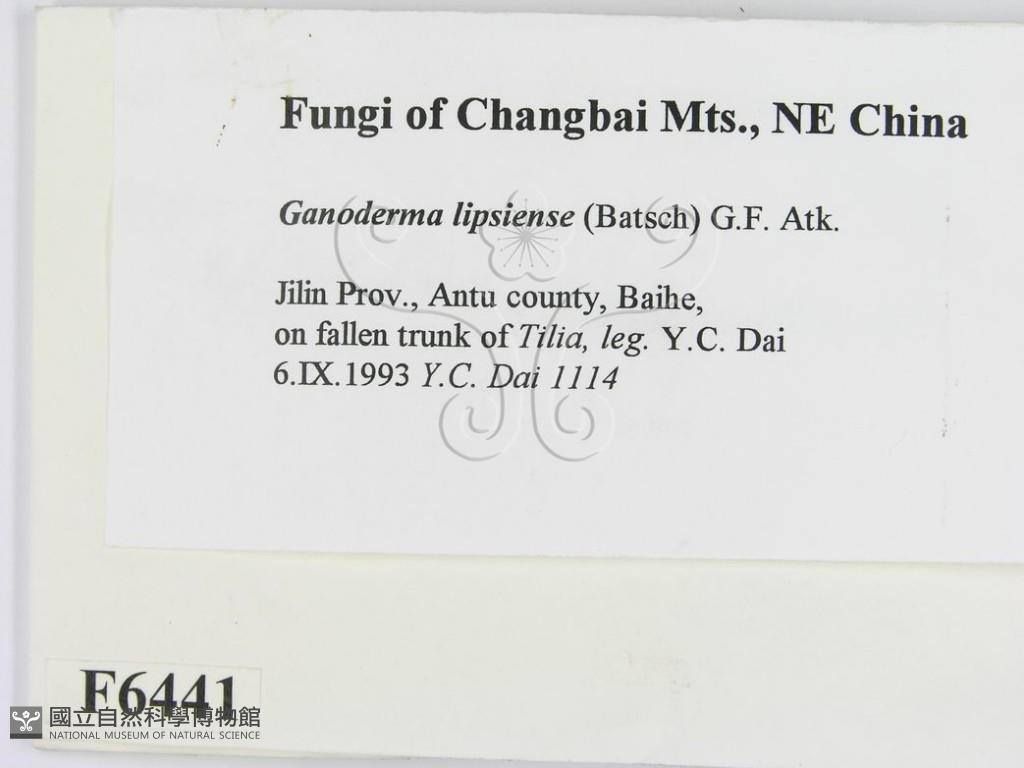 Fungi of Changbai Mts., NE China
Ganoderma lipsiense (Batsch) G.F. Atk.
Jilin Prov., Antu county, Baihe,
on fallen trunk of Tilia, leg. Y.C. Dai
6.IX.1993 Y.C. Dai 1114
F6441
國立自然科學博物館
NATIONAL MUSEUM OF NATURAL SCIENCE